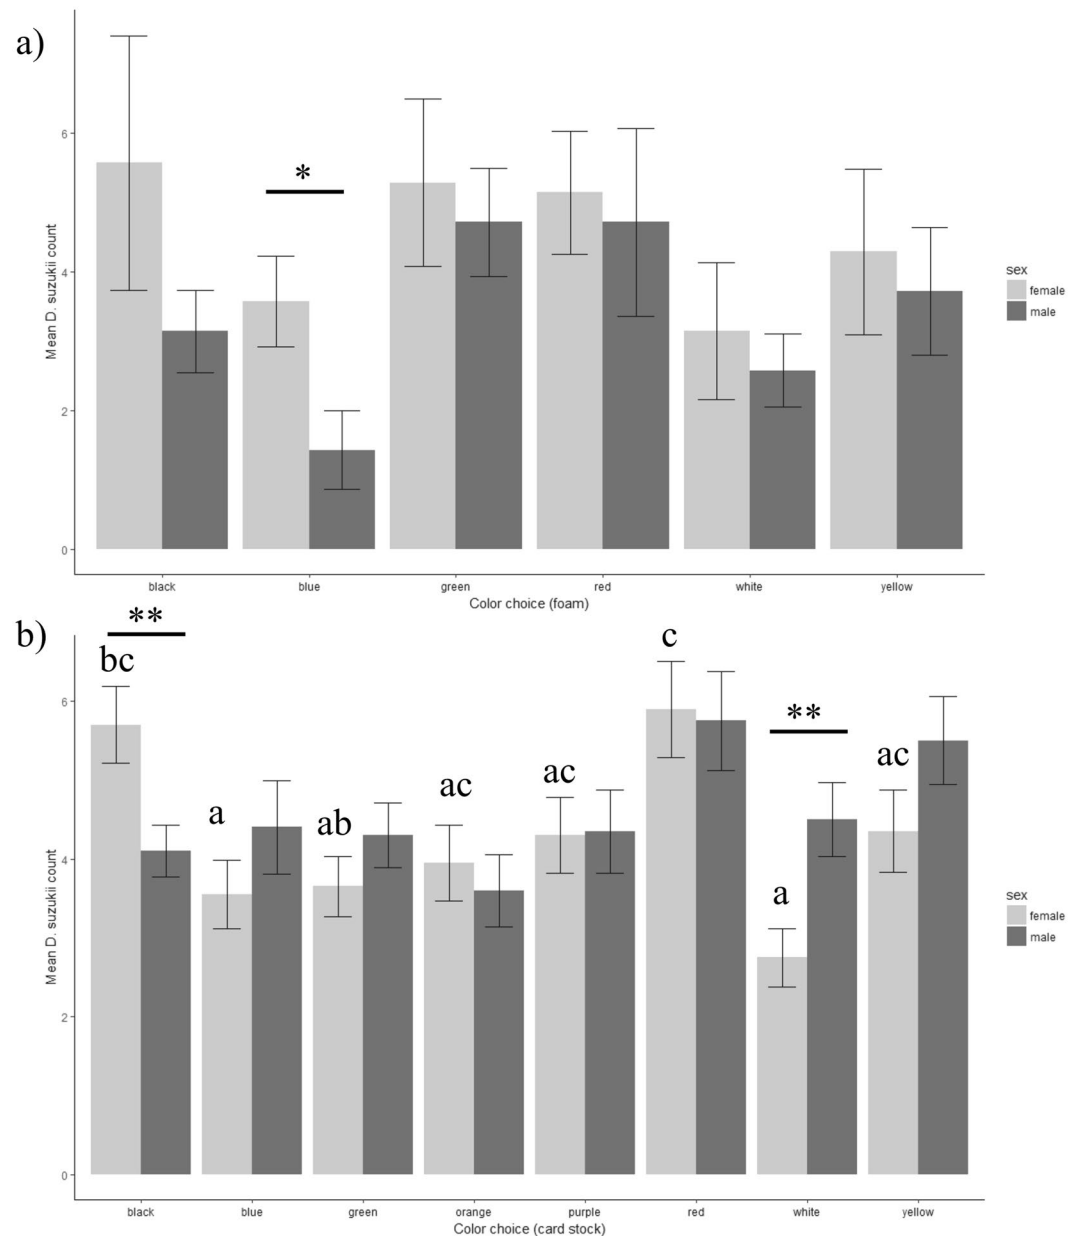 a)
6
4
2
0
Mean D. suzukii count
*
sex
female
male
black blue green red white yellow
Color choice (foam)
b)
**
bc
c
**
ac
ac
ac
a
ab
a
6
4
2
0
Mean D. suzukii count
sex
female
male
black blue green orange purple red white yellow
Color choice (card stock)